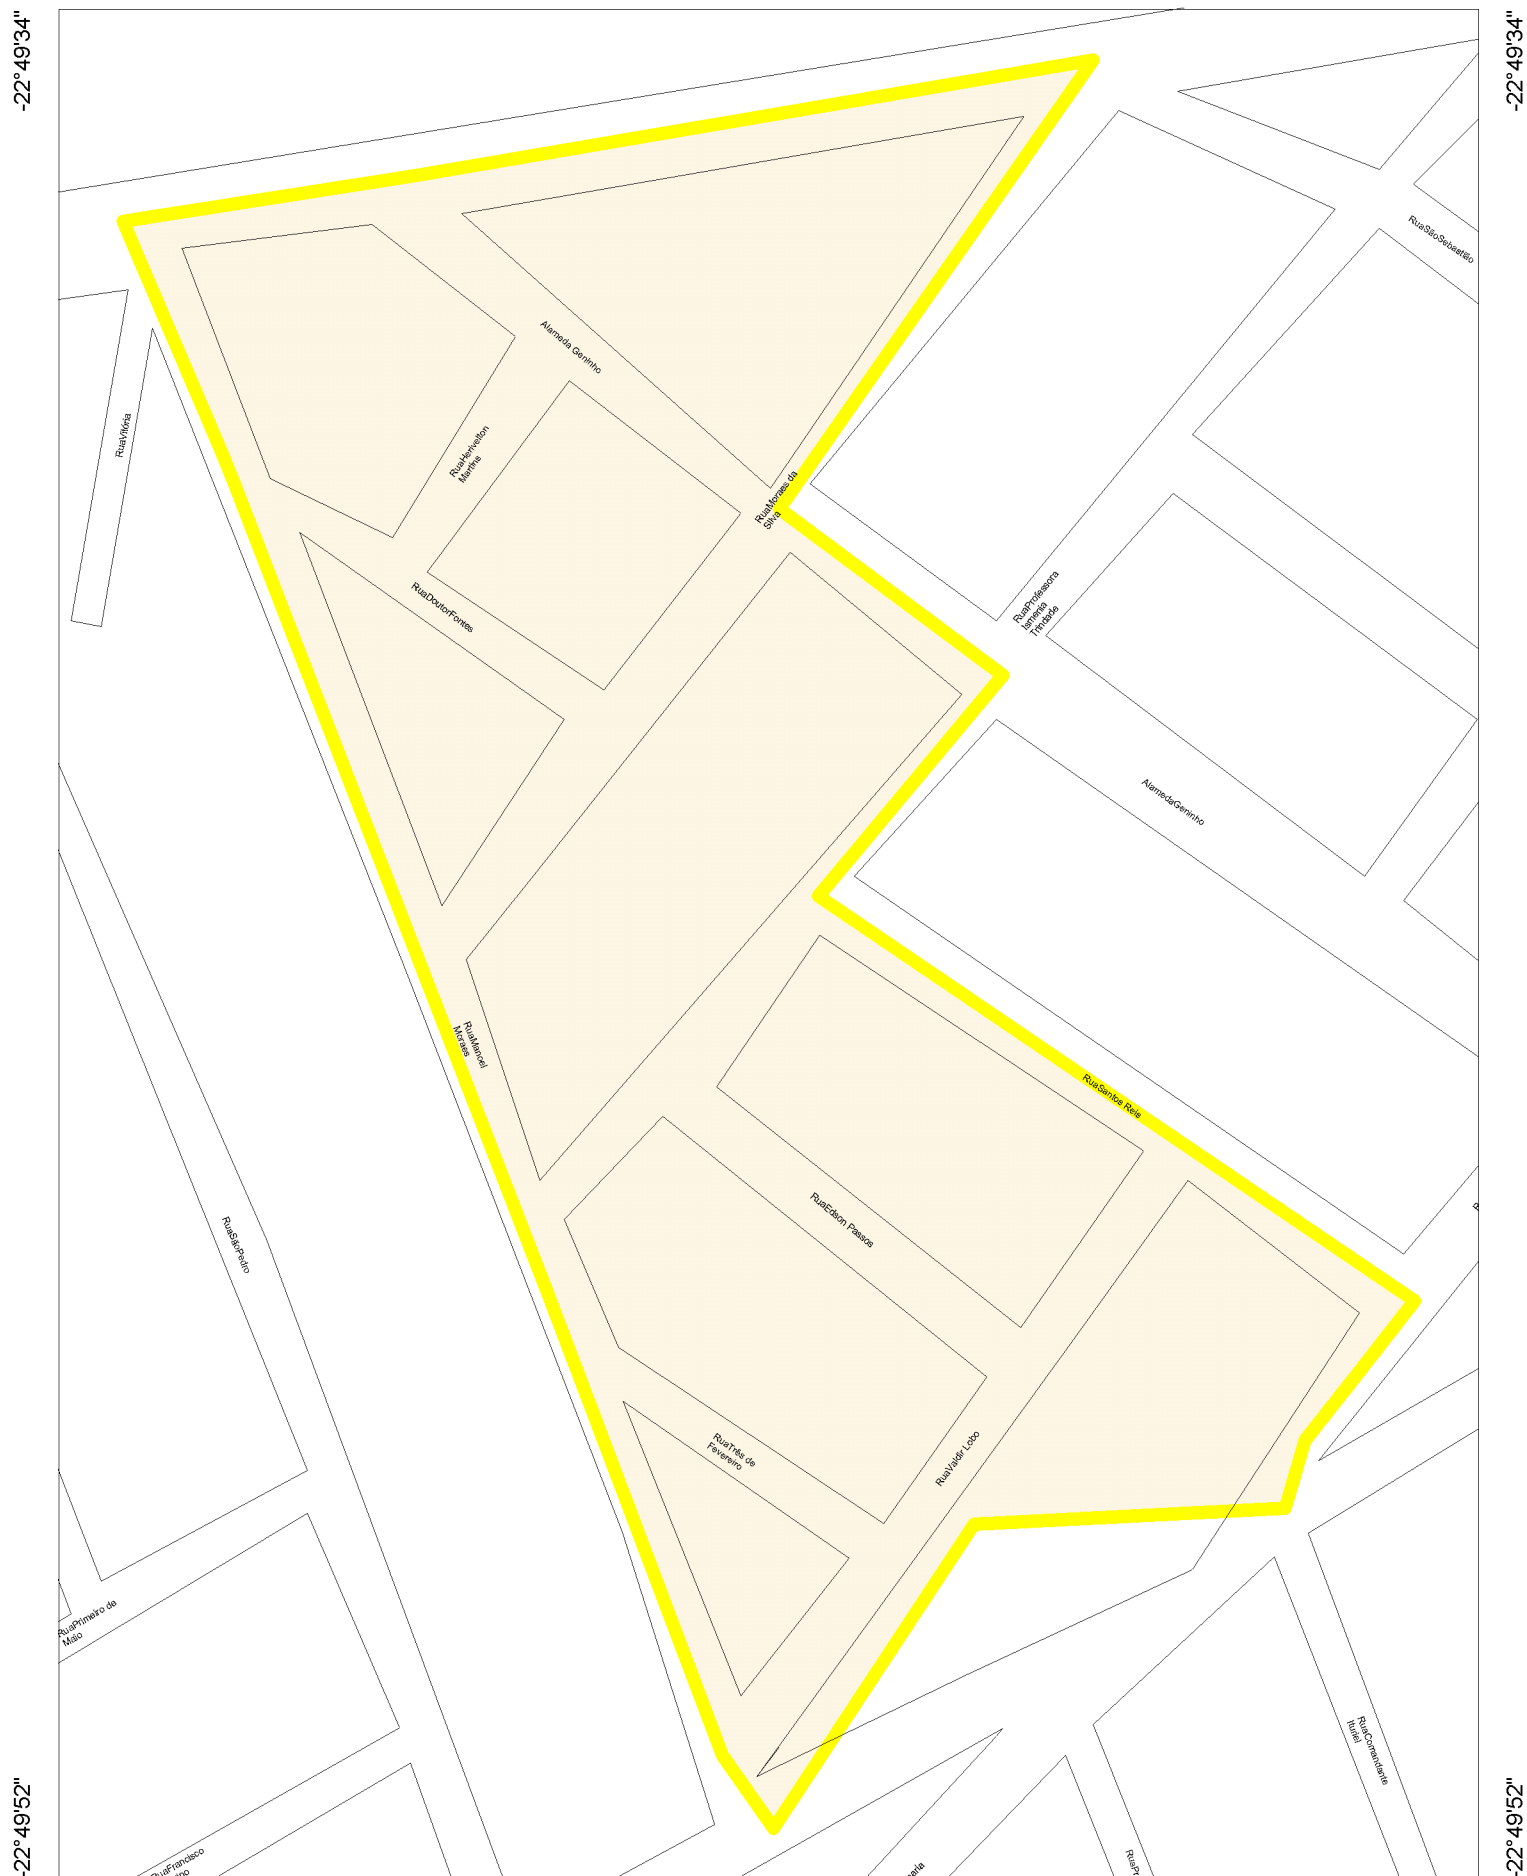 -22°49'34"
-22°49'34"
RuaSãoSebastião
Alameda Geninho
RuaVitória
RuaHerivelton
Martins
RuaMoraes da
Silva
RuaDoutorFontes
RuaProfessora
Ismenia
Trindade
AlamedaGeninho
RuaManoel
Moraes
RuaSantos Reis
RuaEdson Passos
RuaSãoPedro
RuaTrês de
Fevereiro
RuaValdir Lobo
RuaPrimeiro de
Maio
RuaComandante
Ituriel
-22°49'52"
-22°49'52"